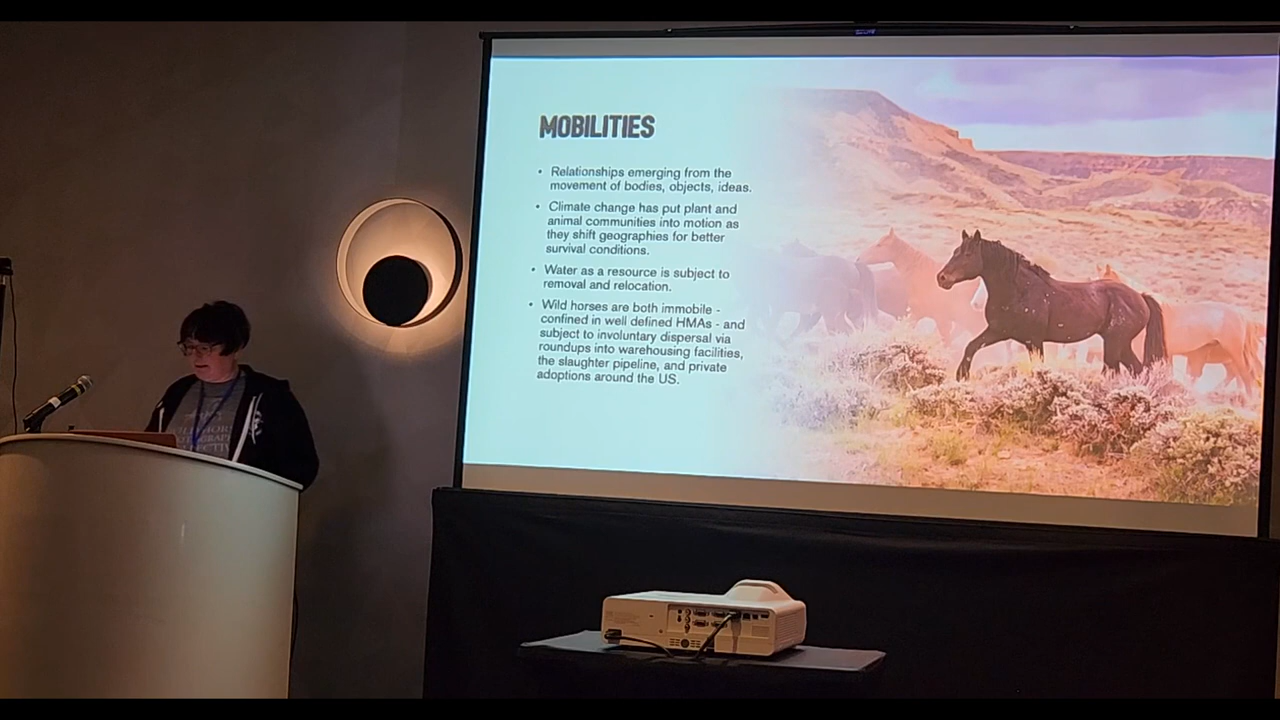 MOBILITIES
• Relationships emerging from the
movement of bodies, objects, ideas.
• Climate change has put plant and
animal communities into motion as
they shift geographies for better
survival conditions.
• Water as a resource is subject to
removal and relocation.
• Wild horses are both immobile -
confined in well defined HMAs - and
subject to involuntary dispersal via
roundups into warehousing facilities,
the slaughter pipeline, and private
adoptions around the US.